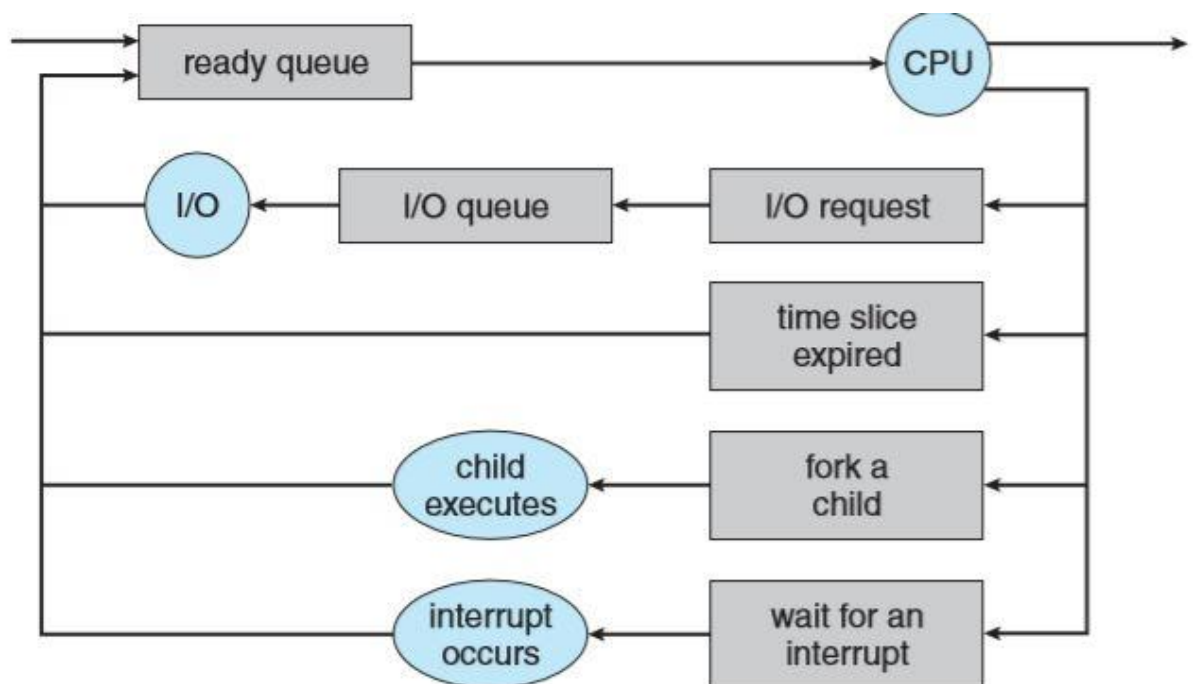 ready queue
CPU
I/O
I/O queue
I/O request
time slice
expired
child
executes
fork a
child
interrupt
occurs
wait for an
interrupt